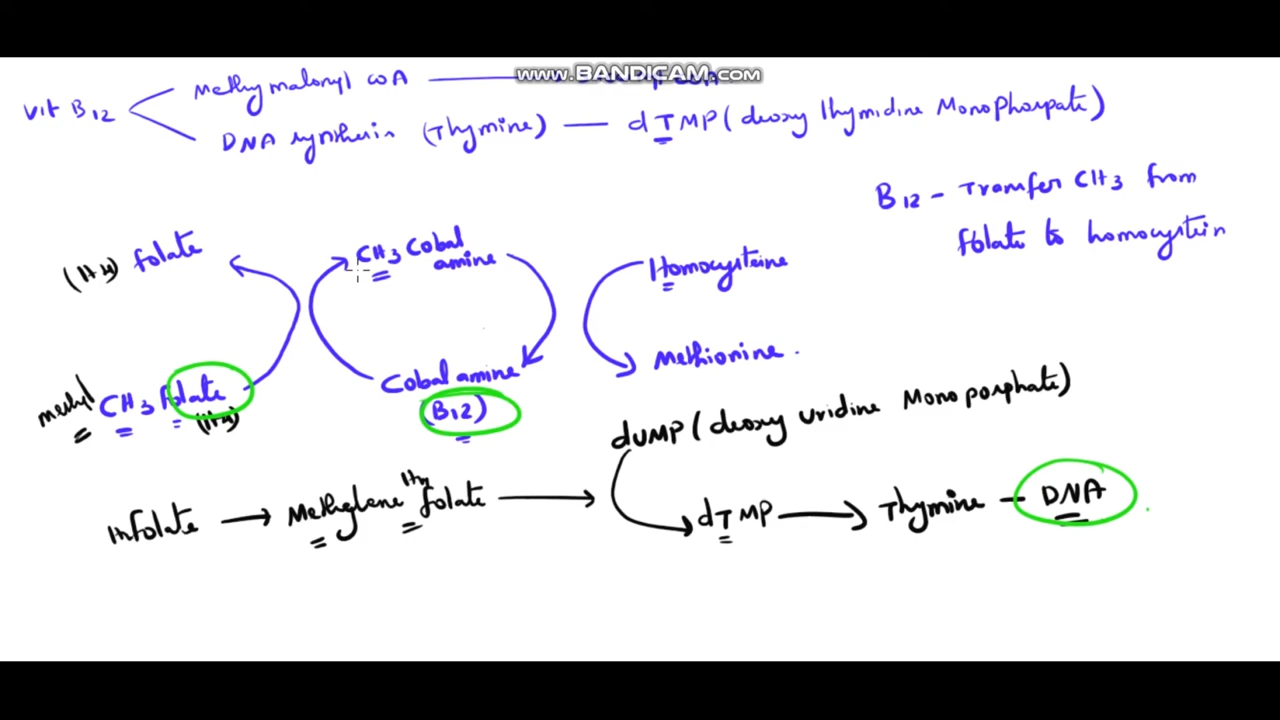 www.BANDICAM.com
Methymalonyl COA
Vit B12
DNA synthesis (Thymine) — dTMP (deoxy thymidine MonoPhospate)
B12 - Transfer CH3 from
folate to homocystein
(H4) folate
CH3 Cobal
amine
Homocysteine
Methionine.
Cobal amine
(B12)
methyl CH3 folate
(H4)
dUMP (deoxy uridine Monoposphate)
H4folate → Methylene H4 folate →
dTMP → Thymine - DNA